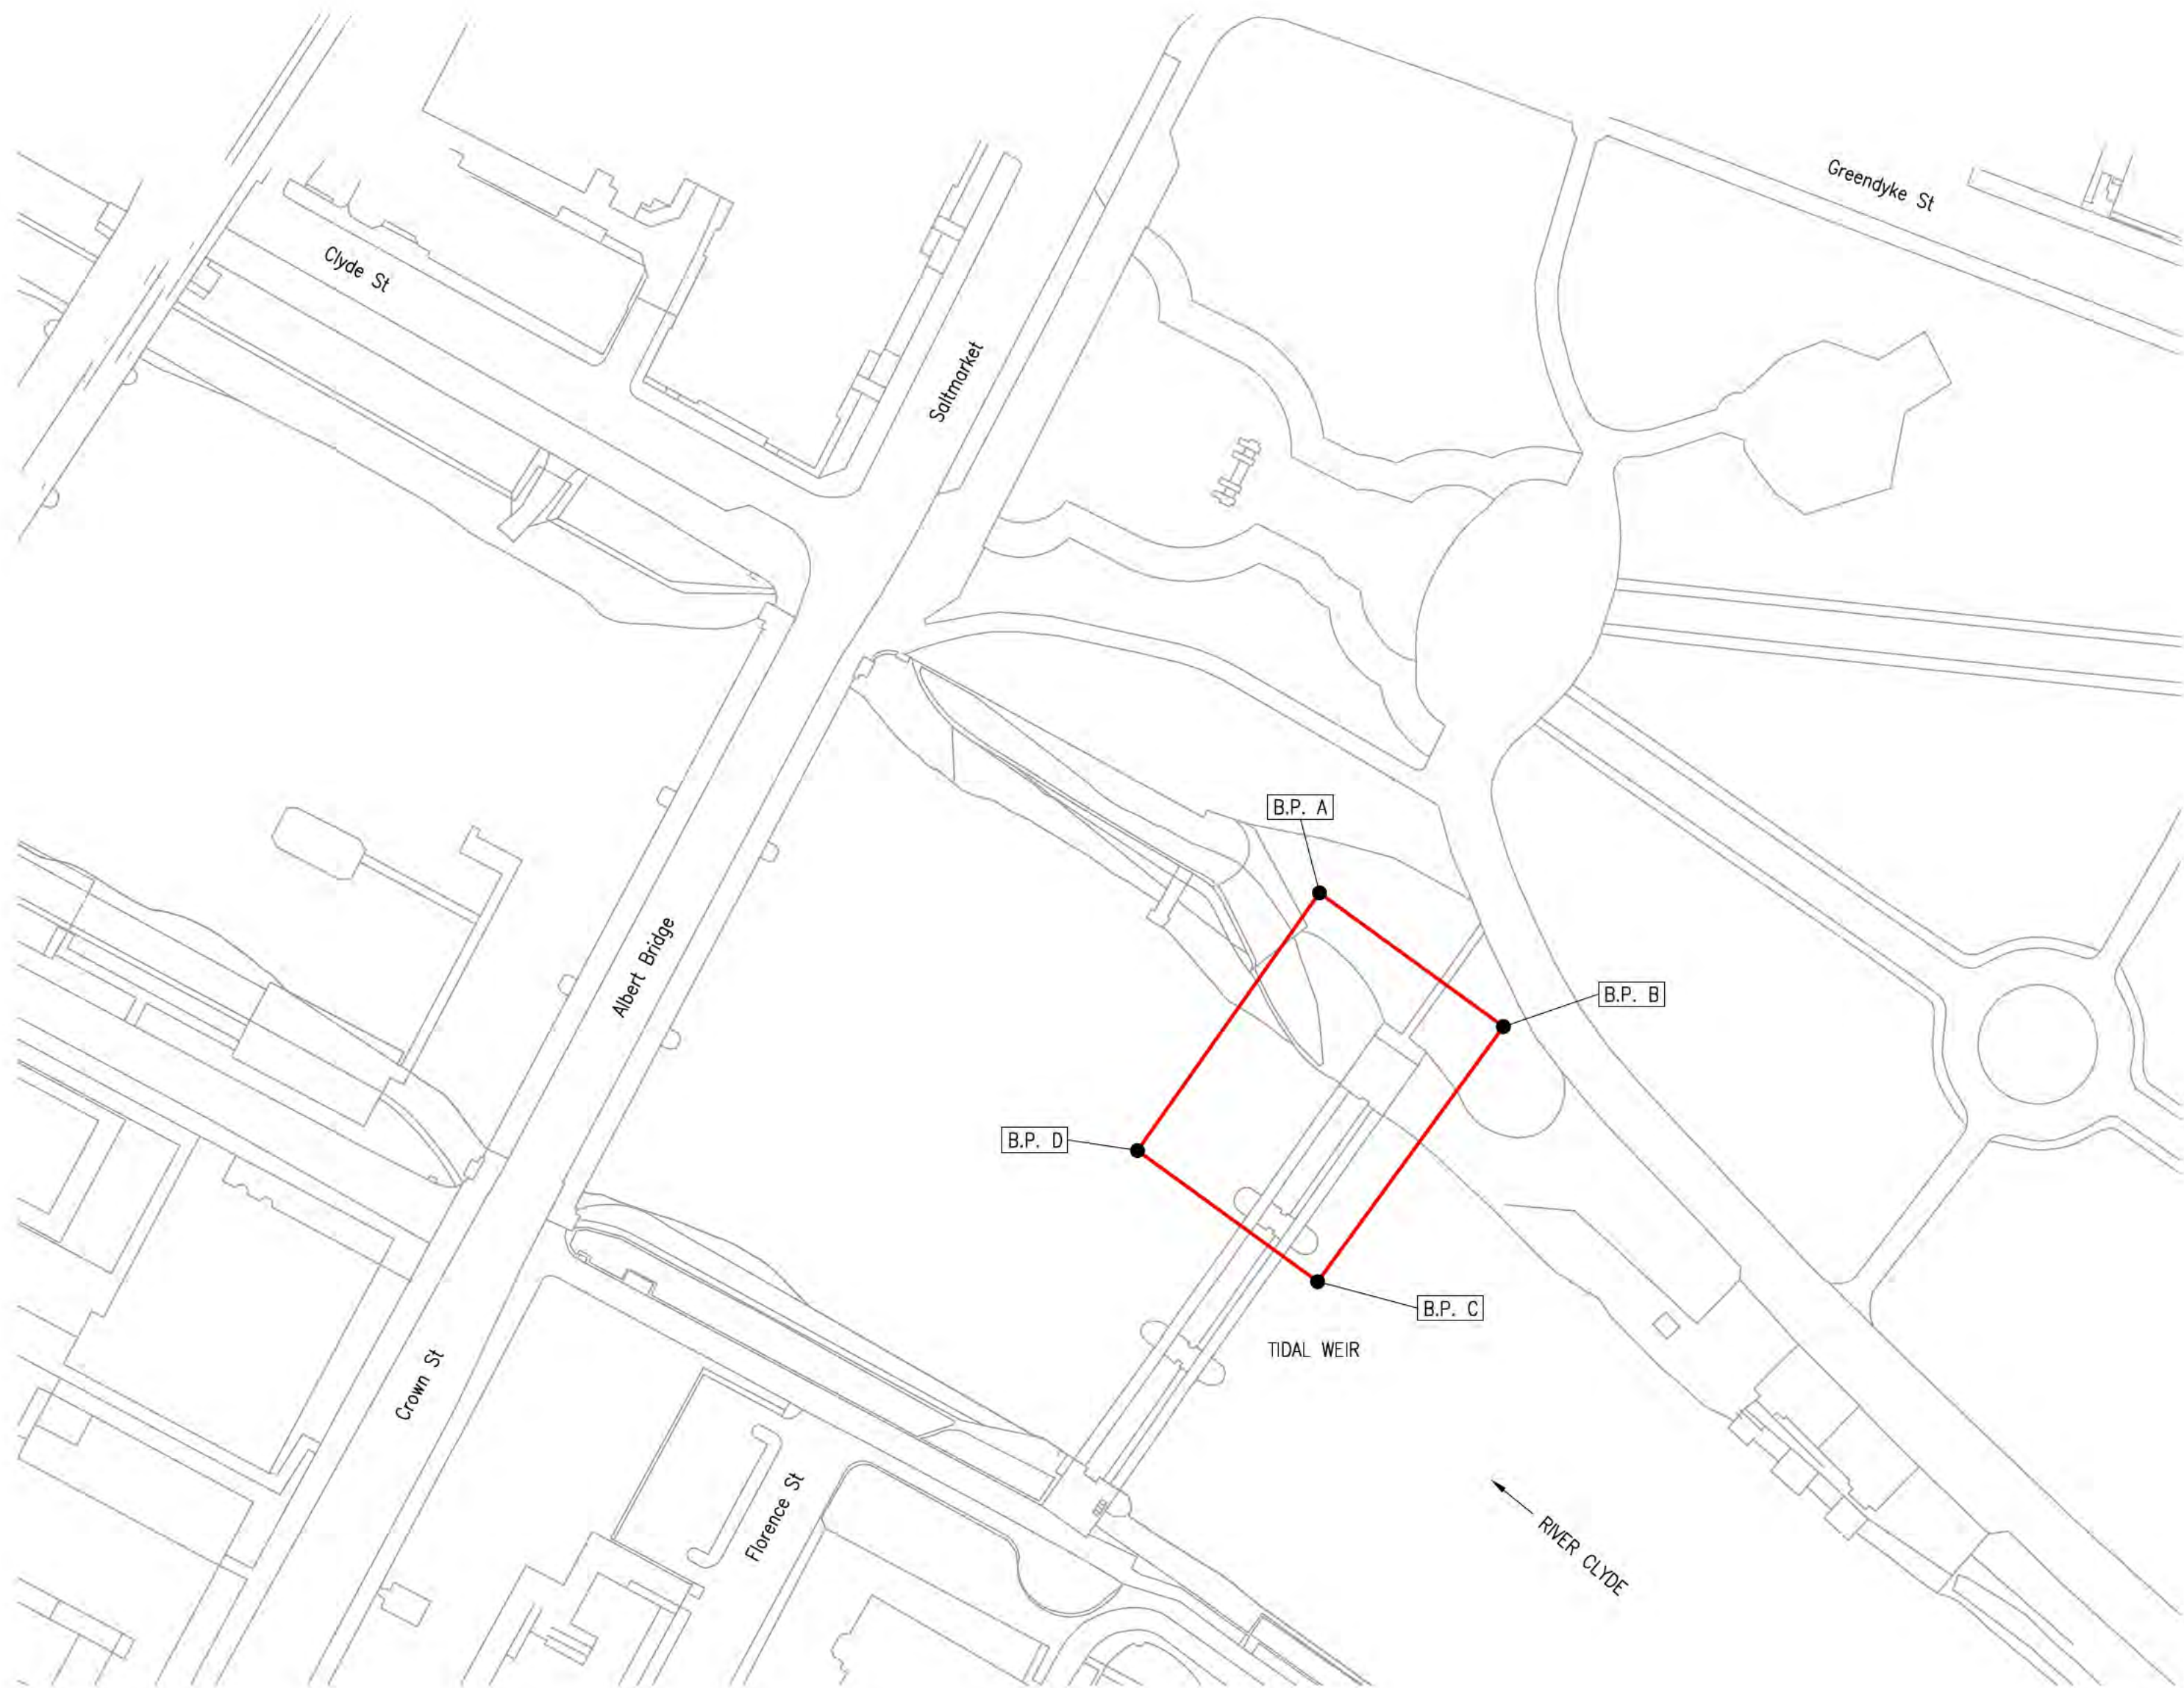 Greendyke St
Clyde St
Saltmarket
B.P. A
Albert Bridge
B.P. B
B.P. D
B.P. C
TIDAL WEIR
Crown St
Florence St
RIVER CLYDE